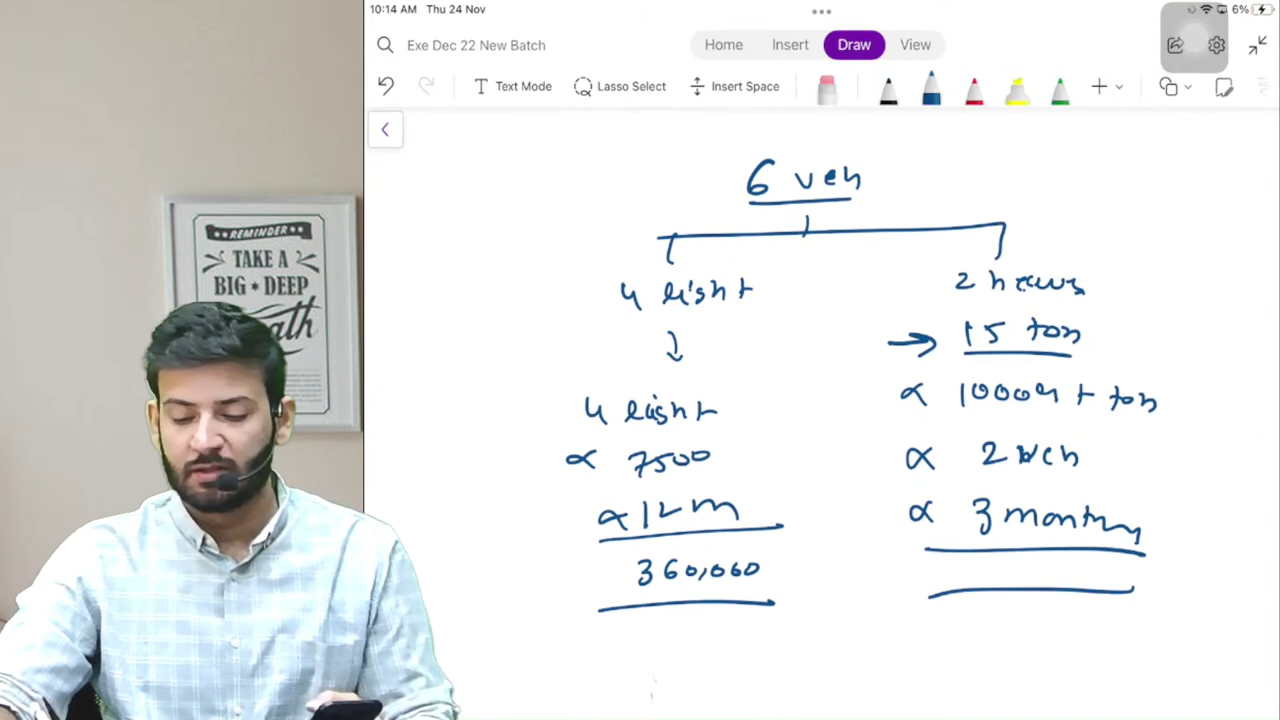 10:14 AM Thu 24 Nov
6%
Exe Dec 22 New Batch
Home Insert Draw View
Text Mode Lasso Select Insert Space
REMINDER
TAKE A
BIG DEEP
6 veh
4 light
4 light
∝ 7500
∝ 12 m
360,000
2 heavy
→ 15 ton
∝ 1000 + ton
∝ 2 veh
∝ 3 months